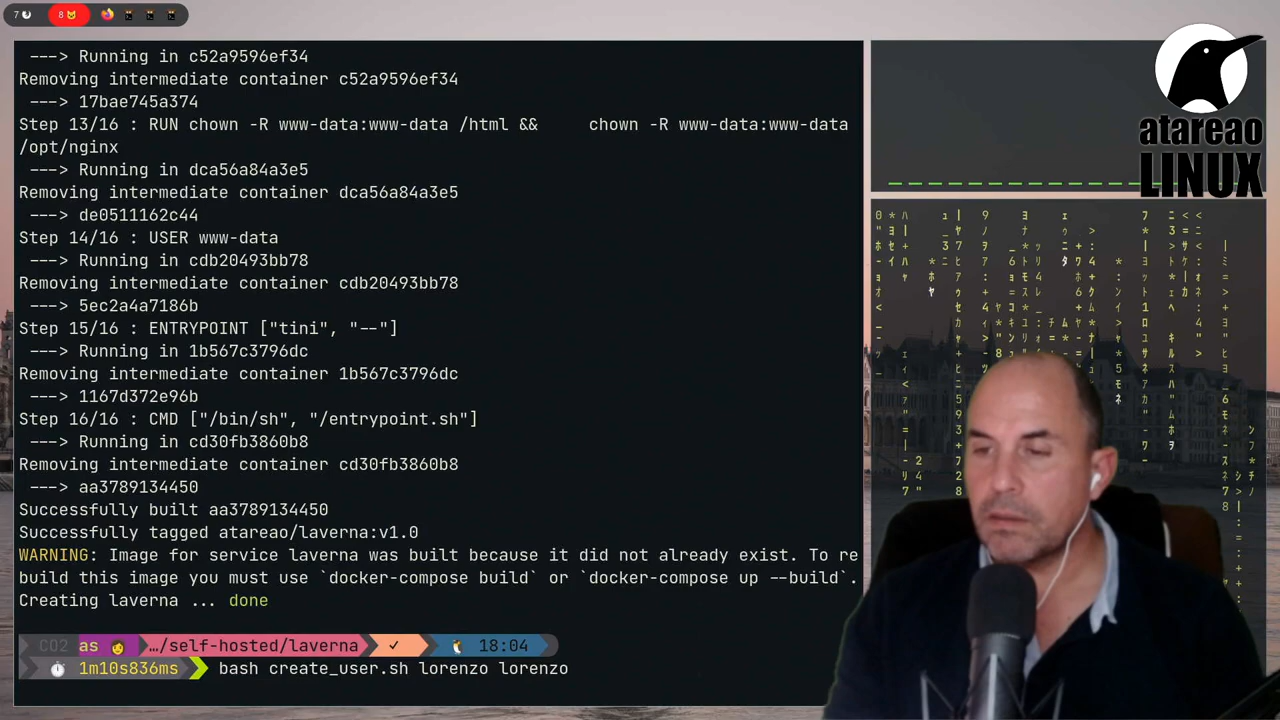 7
8
---> Running in c52a9596ef34
Removing intermediate container c52a9596ef34
---> 17bae745a374
Step 13/16 : RUN chown -R www-data:www-data /html &&     chown -R www-data:www-data
/opt/nginx
---> Running in dca56a84a3e5
Removing intermediate container dca56a84a3e5
---> de0511162c44
Step 14/16 : USER www-data
---> Running in cdb20493bb78
Removing intermediate container cdb20493bb78
---> 5ec2a4a7186b
Step 15/16 : ENTRYPOINT ["tini", "--"]
---> Running in 1b567c3796dc
Removing intermediate container 1b567c3796dc
---> 1167d372e96b
Step 16/16 : CMD ["/bin/sh", "/entrypoint.sh"]
---> Running in cd30fb3860b8
Removing intermediate container cd30fb3860b8
---> aa3789134450
Successfully built aa3789134450
Successfully tagged atareao/laverna:v1.0
WARNING: Image for service laverna was built because it did not already exist. To re
build this image you must use `docker-compose build` or `docker-compose up --build`.
Creating laverna ... done
CO2 as …/self-hosted/laverna ✓ 18:04
1m10s836ms bash create_user.sh lorenzo lorenzo
atareao
LINUX